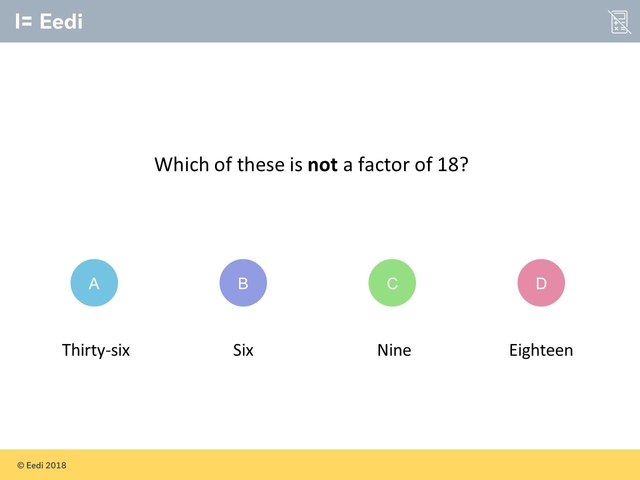 I= Eedi
Which of these is not a factor of 18?
A
B
C
D
Thirty-six
Six
Nine
Eighteen
© Eedi 2018